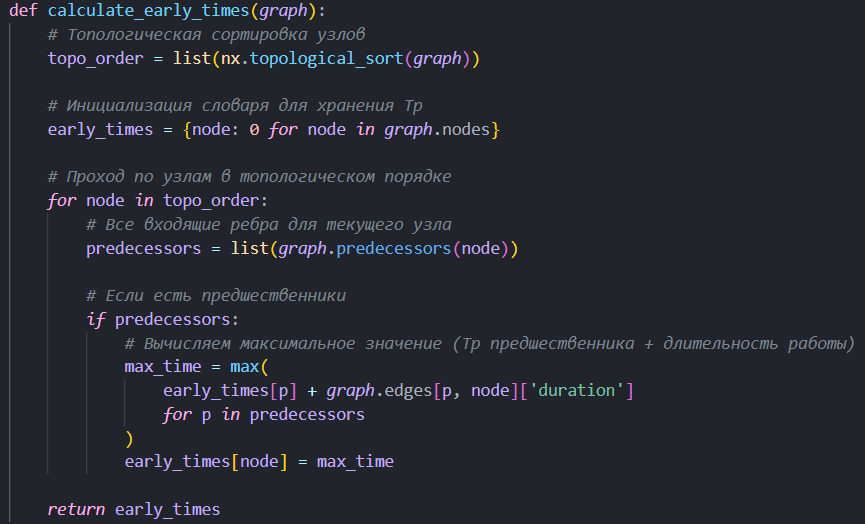 def calculate_early_times(graph):
    # Топологическая сортировка узлов
    topo_order = list(nx.topological_sort(graph))

    # Инициализация словаря для хранения Tp
    early_times = {node: 0 for node in graph.nodes}

    # Проход по узлам в топологическом порядке
    for node in topo_order:
        # Все входящие ребра для текущего узла
        predecessors = list(graph.predecessors(node))

        # Если есть предшественники
        if predecessors:
            # Вычисляем максимальное значение (Tp предшественника + длительность работы)
            max_time = max(
                early_times[p] + graph.edges[p, node]['duration']
                for p in predecessors
            )
            early_times[node] = max_time

    return early_times